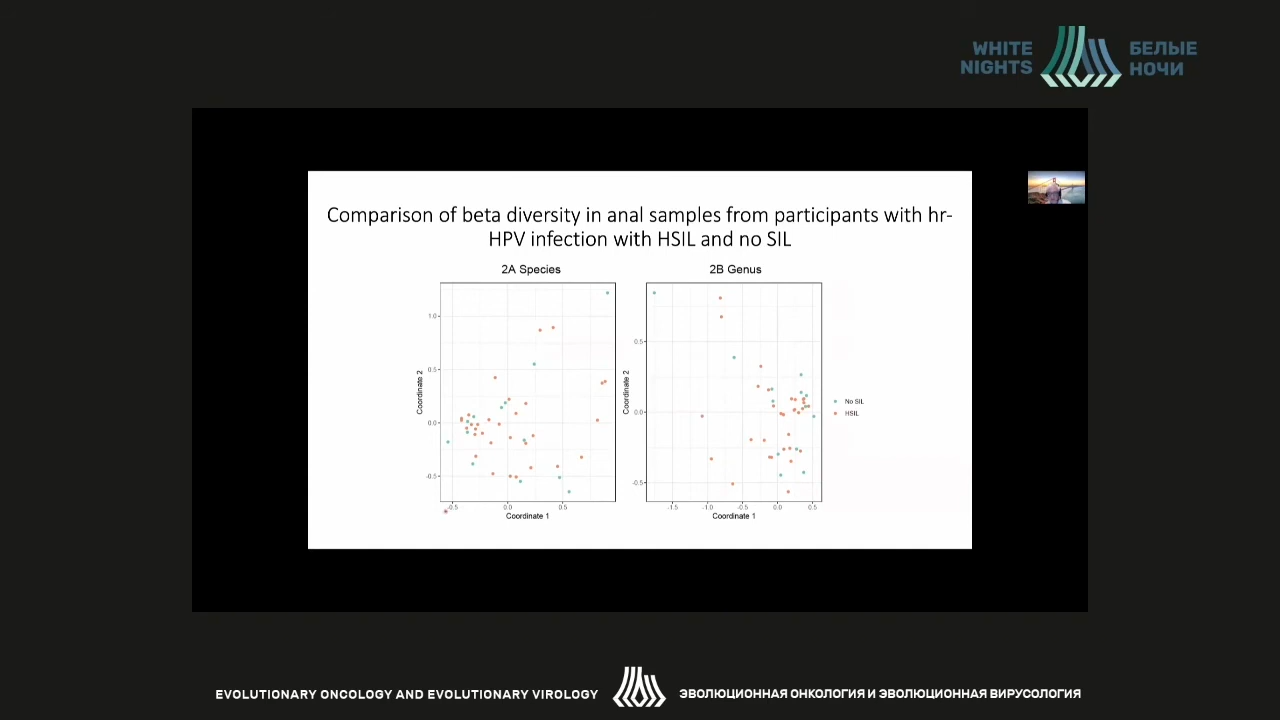 WHITE NIGHTS
БЕЛЫЕ НОЧИ
Comparison of beta diversity in anal samples from participants with hr-
HPV infection with HSIL and no SIL
2A Species
2B Genus
Coordinate 2
1.0
0.5
0.0
-0.5
-0.5
0.0
0.5
Coordinate 1
Coordinate 2
0.5
0.0
-0.5
-1.5
-1.0
-0.5
0.0
0.5
Coordinate 1
No SIL
HSIL
EVOLUTIONARY ONCOLOGY AND EVOLUTIONARY VIROLOGY
ЭВОЛЮЦИОННАЯ ОНКОЛОГИЯ И ЭВОЛЮЦИОННАЯ ВИРУСОЛОГИЯ